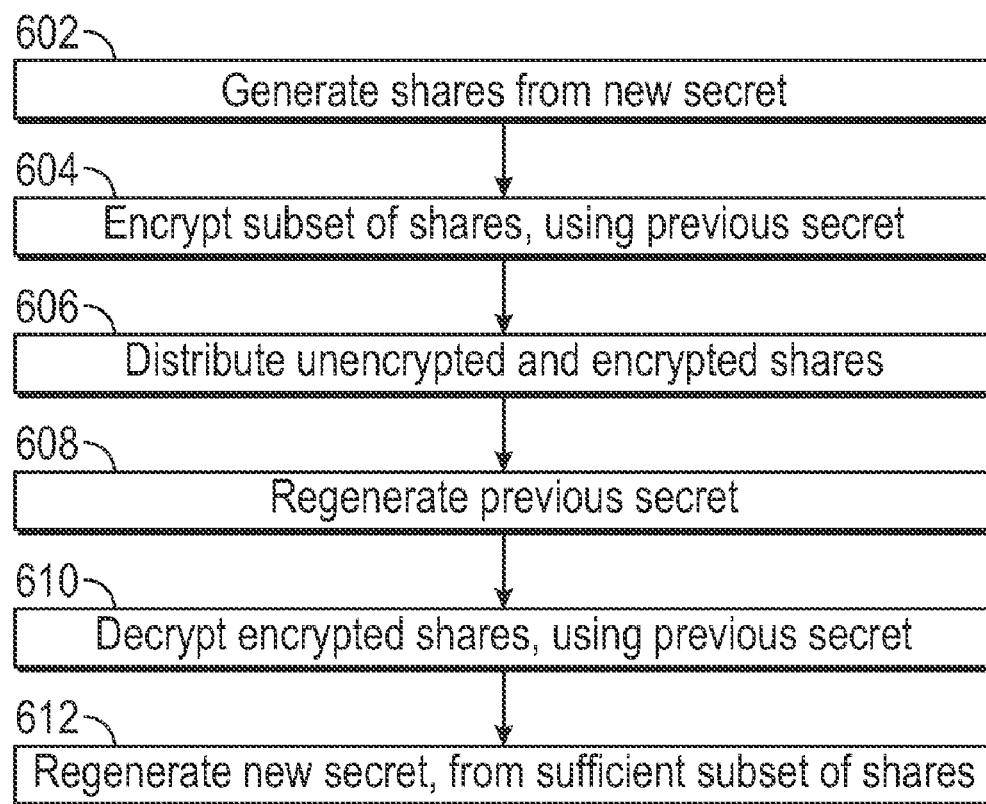 602
Generate shares from new secret
604
Encrypt subset of shares, using previous secret
606
Distribute unencrypted and encrypted shares
608
Regenerate previous secret
610
Decrypt encrypted shares, using previous secret
612
Regenerate new secret, from sufficient subset of shares